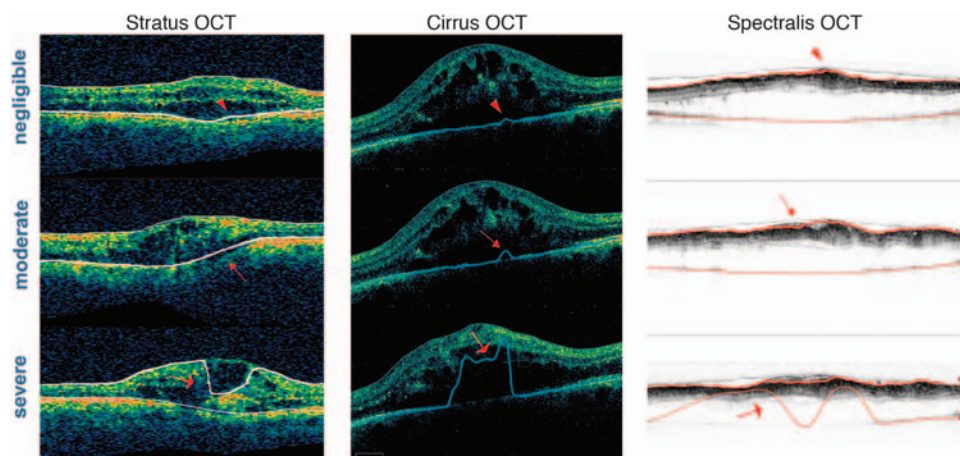 Stratus OCT
Cirrus OCT
Spectralis OCT
negligible
moderate
severe